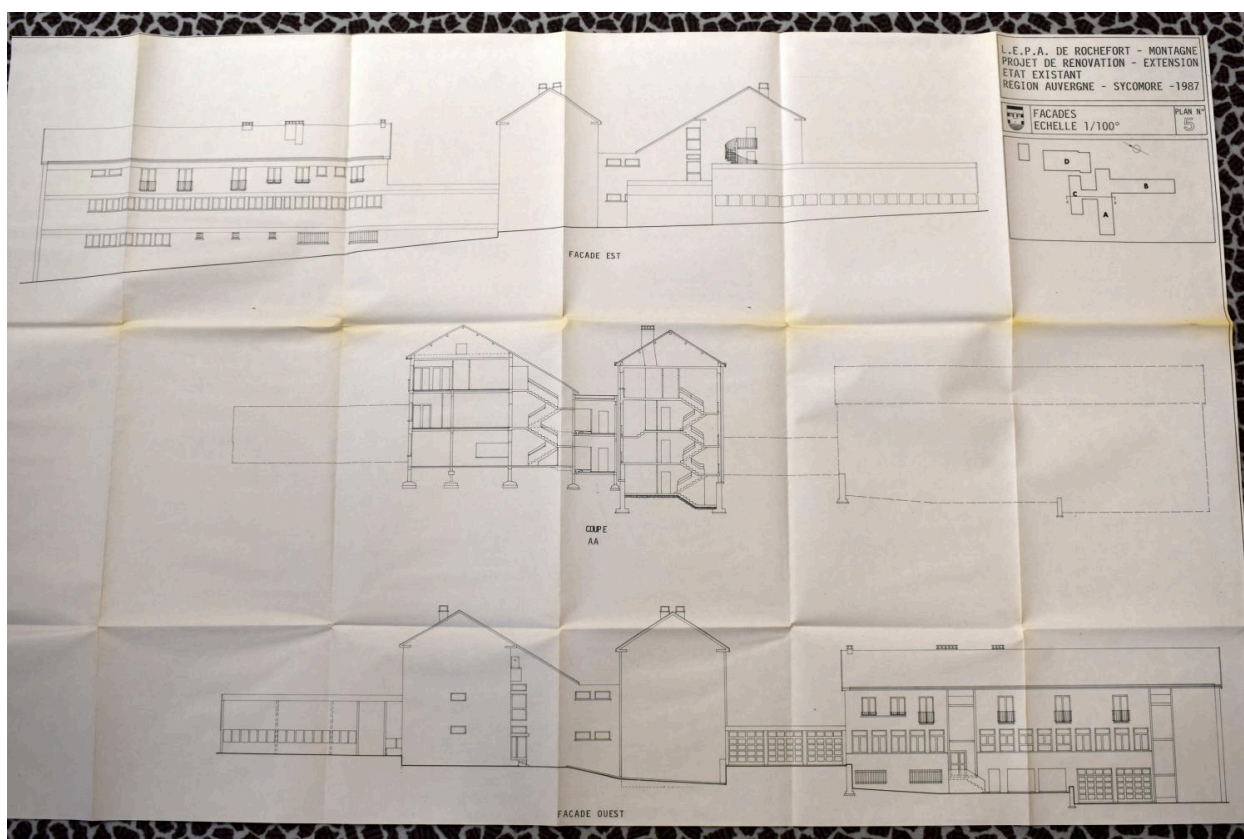 L.E.P.A. DE ROCHEFORT - MONTAGNE
PROJET DE RENOVATION - EXTENSION
ETAT EXISTANT
REGION AUVERGNE - SYCOMORE -1987
FACADES
ECHELLE 1/100°
PLAN N°
5
D
B
C
A
FACADE EST
COUPE
AA
FACADE OUEST